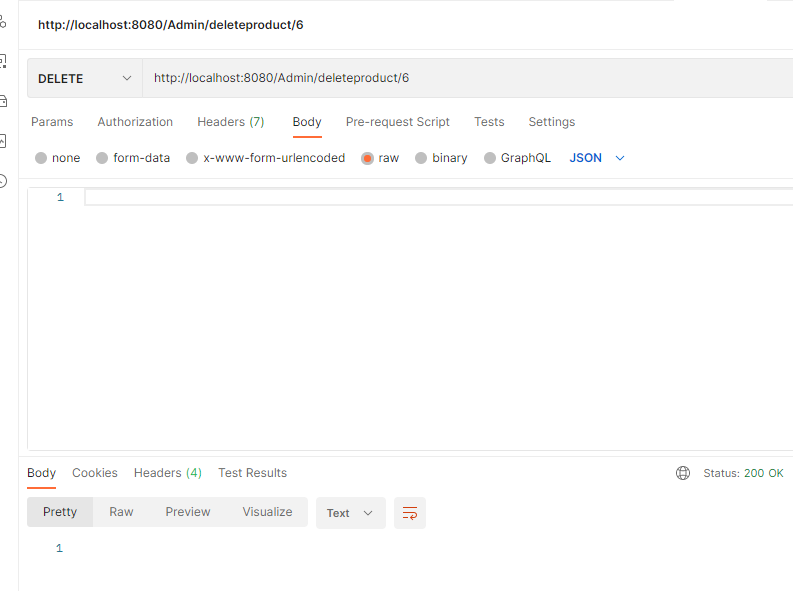 http://localhost:8080/Admin/deleteproduct/6
DELETE http://localhost:8080/Admin/deleteproduct/6
Params Authorization Headers (7) Body Pre-request Script Tests Settings
none form-data x-www-form-urlencoded raw binary GraphQL JSON
1
Body Cookies Headers (4) Test Results Status: 200 OK
Pretty Raw Preview Visualize Text
1